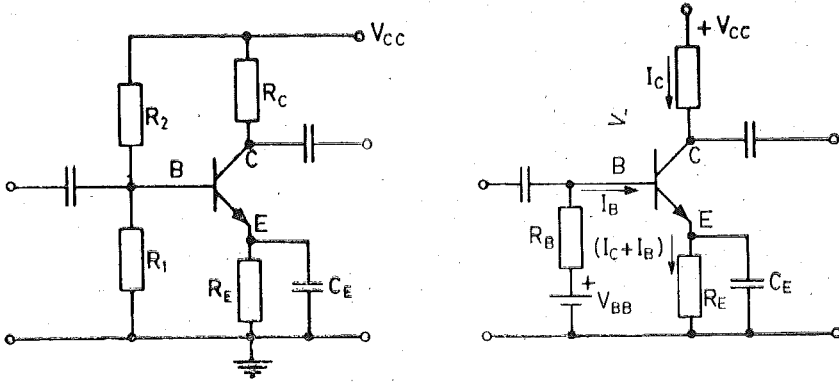 V_CC
R_2
R_C
C
B
E
R_1
R_E
C_E
+V_CC
I_C
V
C
B
I_B
E
R_B
(I_C+I_B)
+
V_BB
R_E
C_E